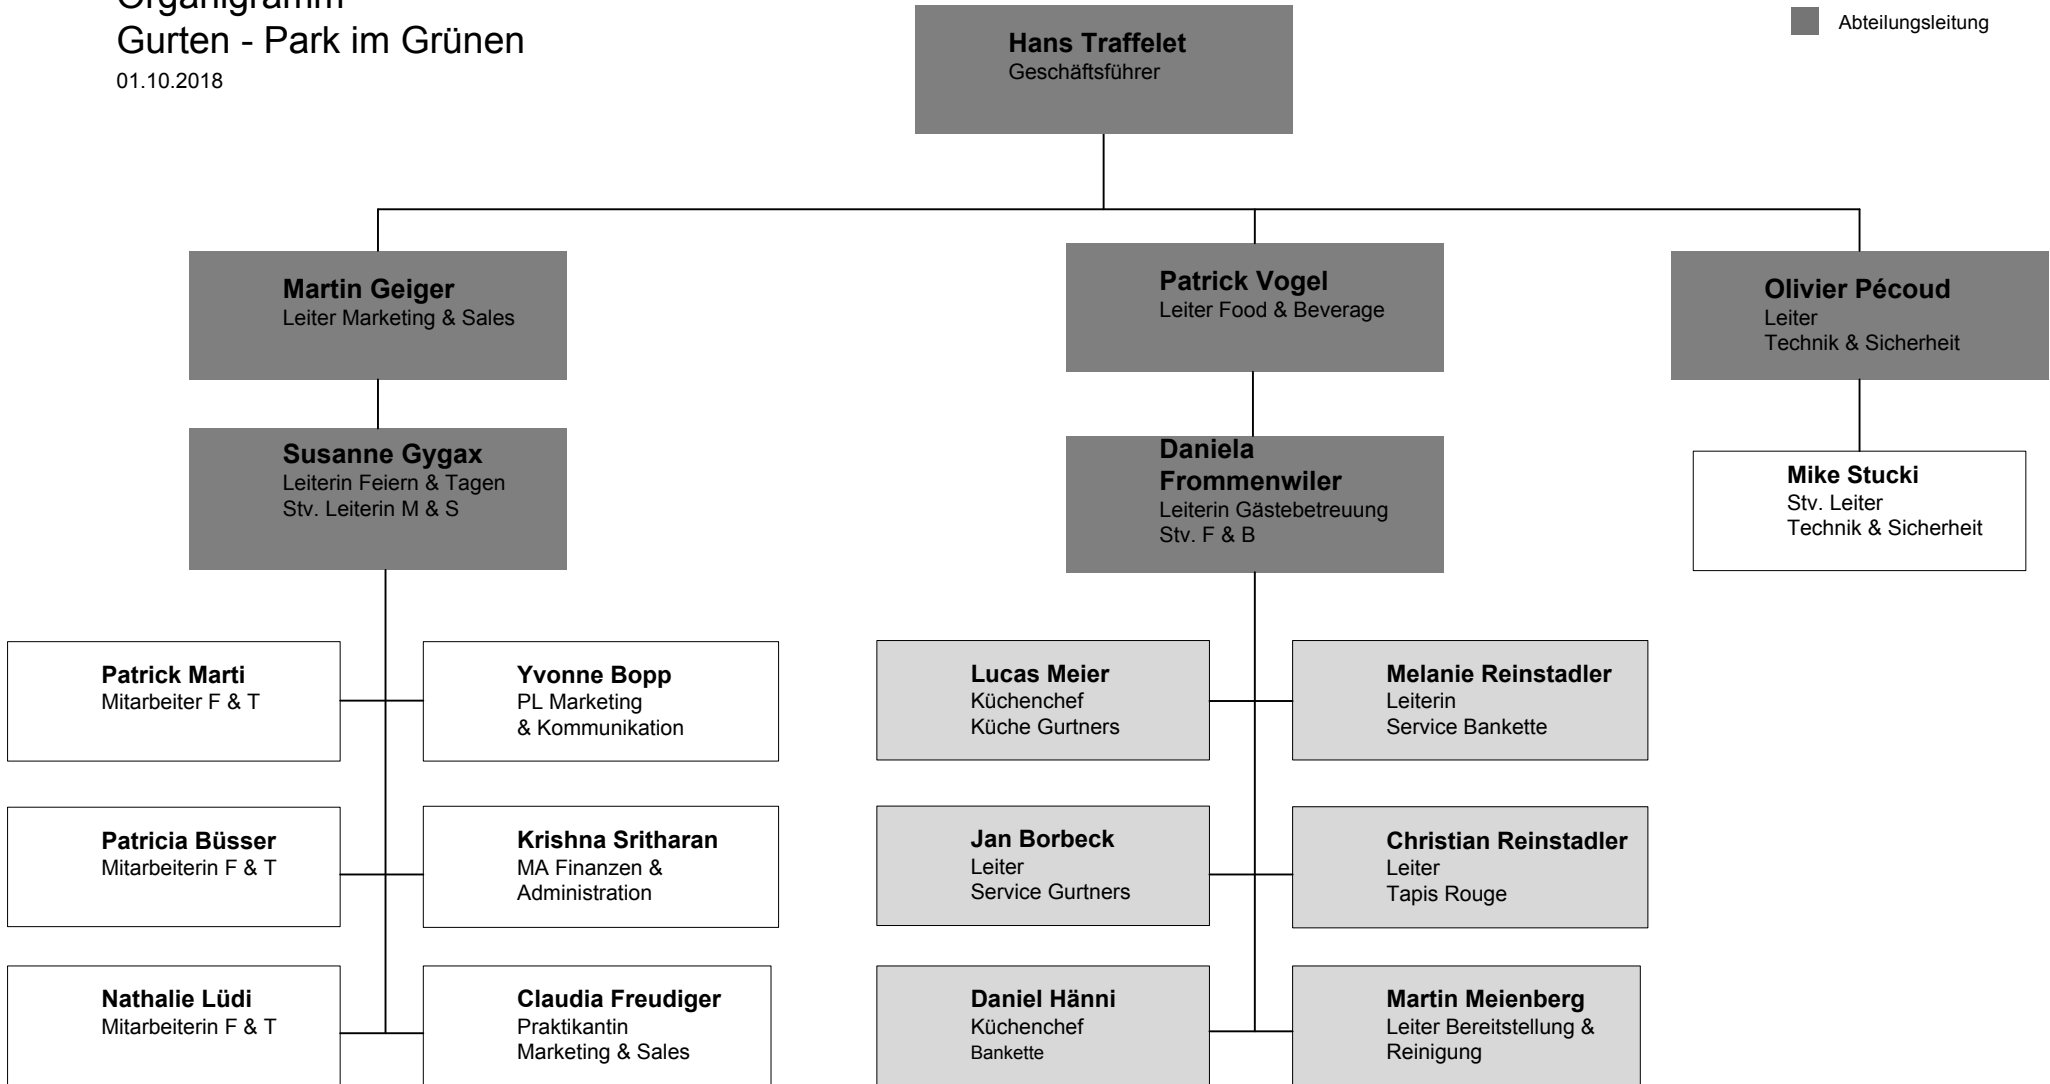 Organigramm
Gurten - Park im Grünen
01.10.2018
Abteilungsleitung
Hans Traffelet
Geschäftsführer
Martin Geiger
Leiter Marketing & Sales
Patrick Vogel
Leiter Food & Beverage
Olivier Pécoud
Leiter
Technik & Sicherheit
Susanne Gygax
Leiterin Feiern & Tagen
Stv. Leiterin M & S
Daniela
Frommenwiler
Leiterin Gästebetreuung
Stv. F & B
Mike Stucki
Stv. Leiter
Technik & Sicherheit
Patrick Marti
Mitarbeiter F & T
Yvonne Bopp
PL Marketing
& Kommunikation
Lucas Meier
Küchenchef
Küche Gurtners
Melanie Reinstadler
Leiterin
Service Bankette
Patricia Büsser
Mitarbeiterin F & T
Krishna Sritharan
MA Finanzen &
Administration
Jan Borbeck
Leiter
Service Gurtners
Christian Reinstadler
Leiter
Tapis Rouge
Nathalie Lüdi
Mitarbeiterin F & T
Claudia Freudiger
Praktikantin
Marketing & Sales
Daniel Hänni
Küchenchef
Bankette
Martin Meienberg
Leiter Bereitstellung &
Reinigung